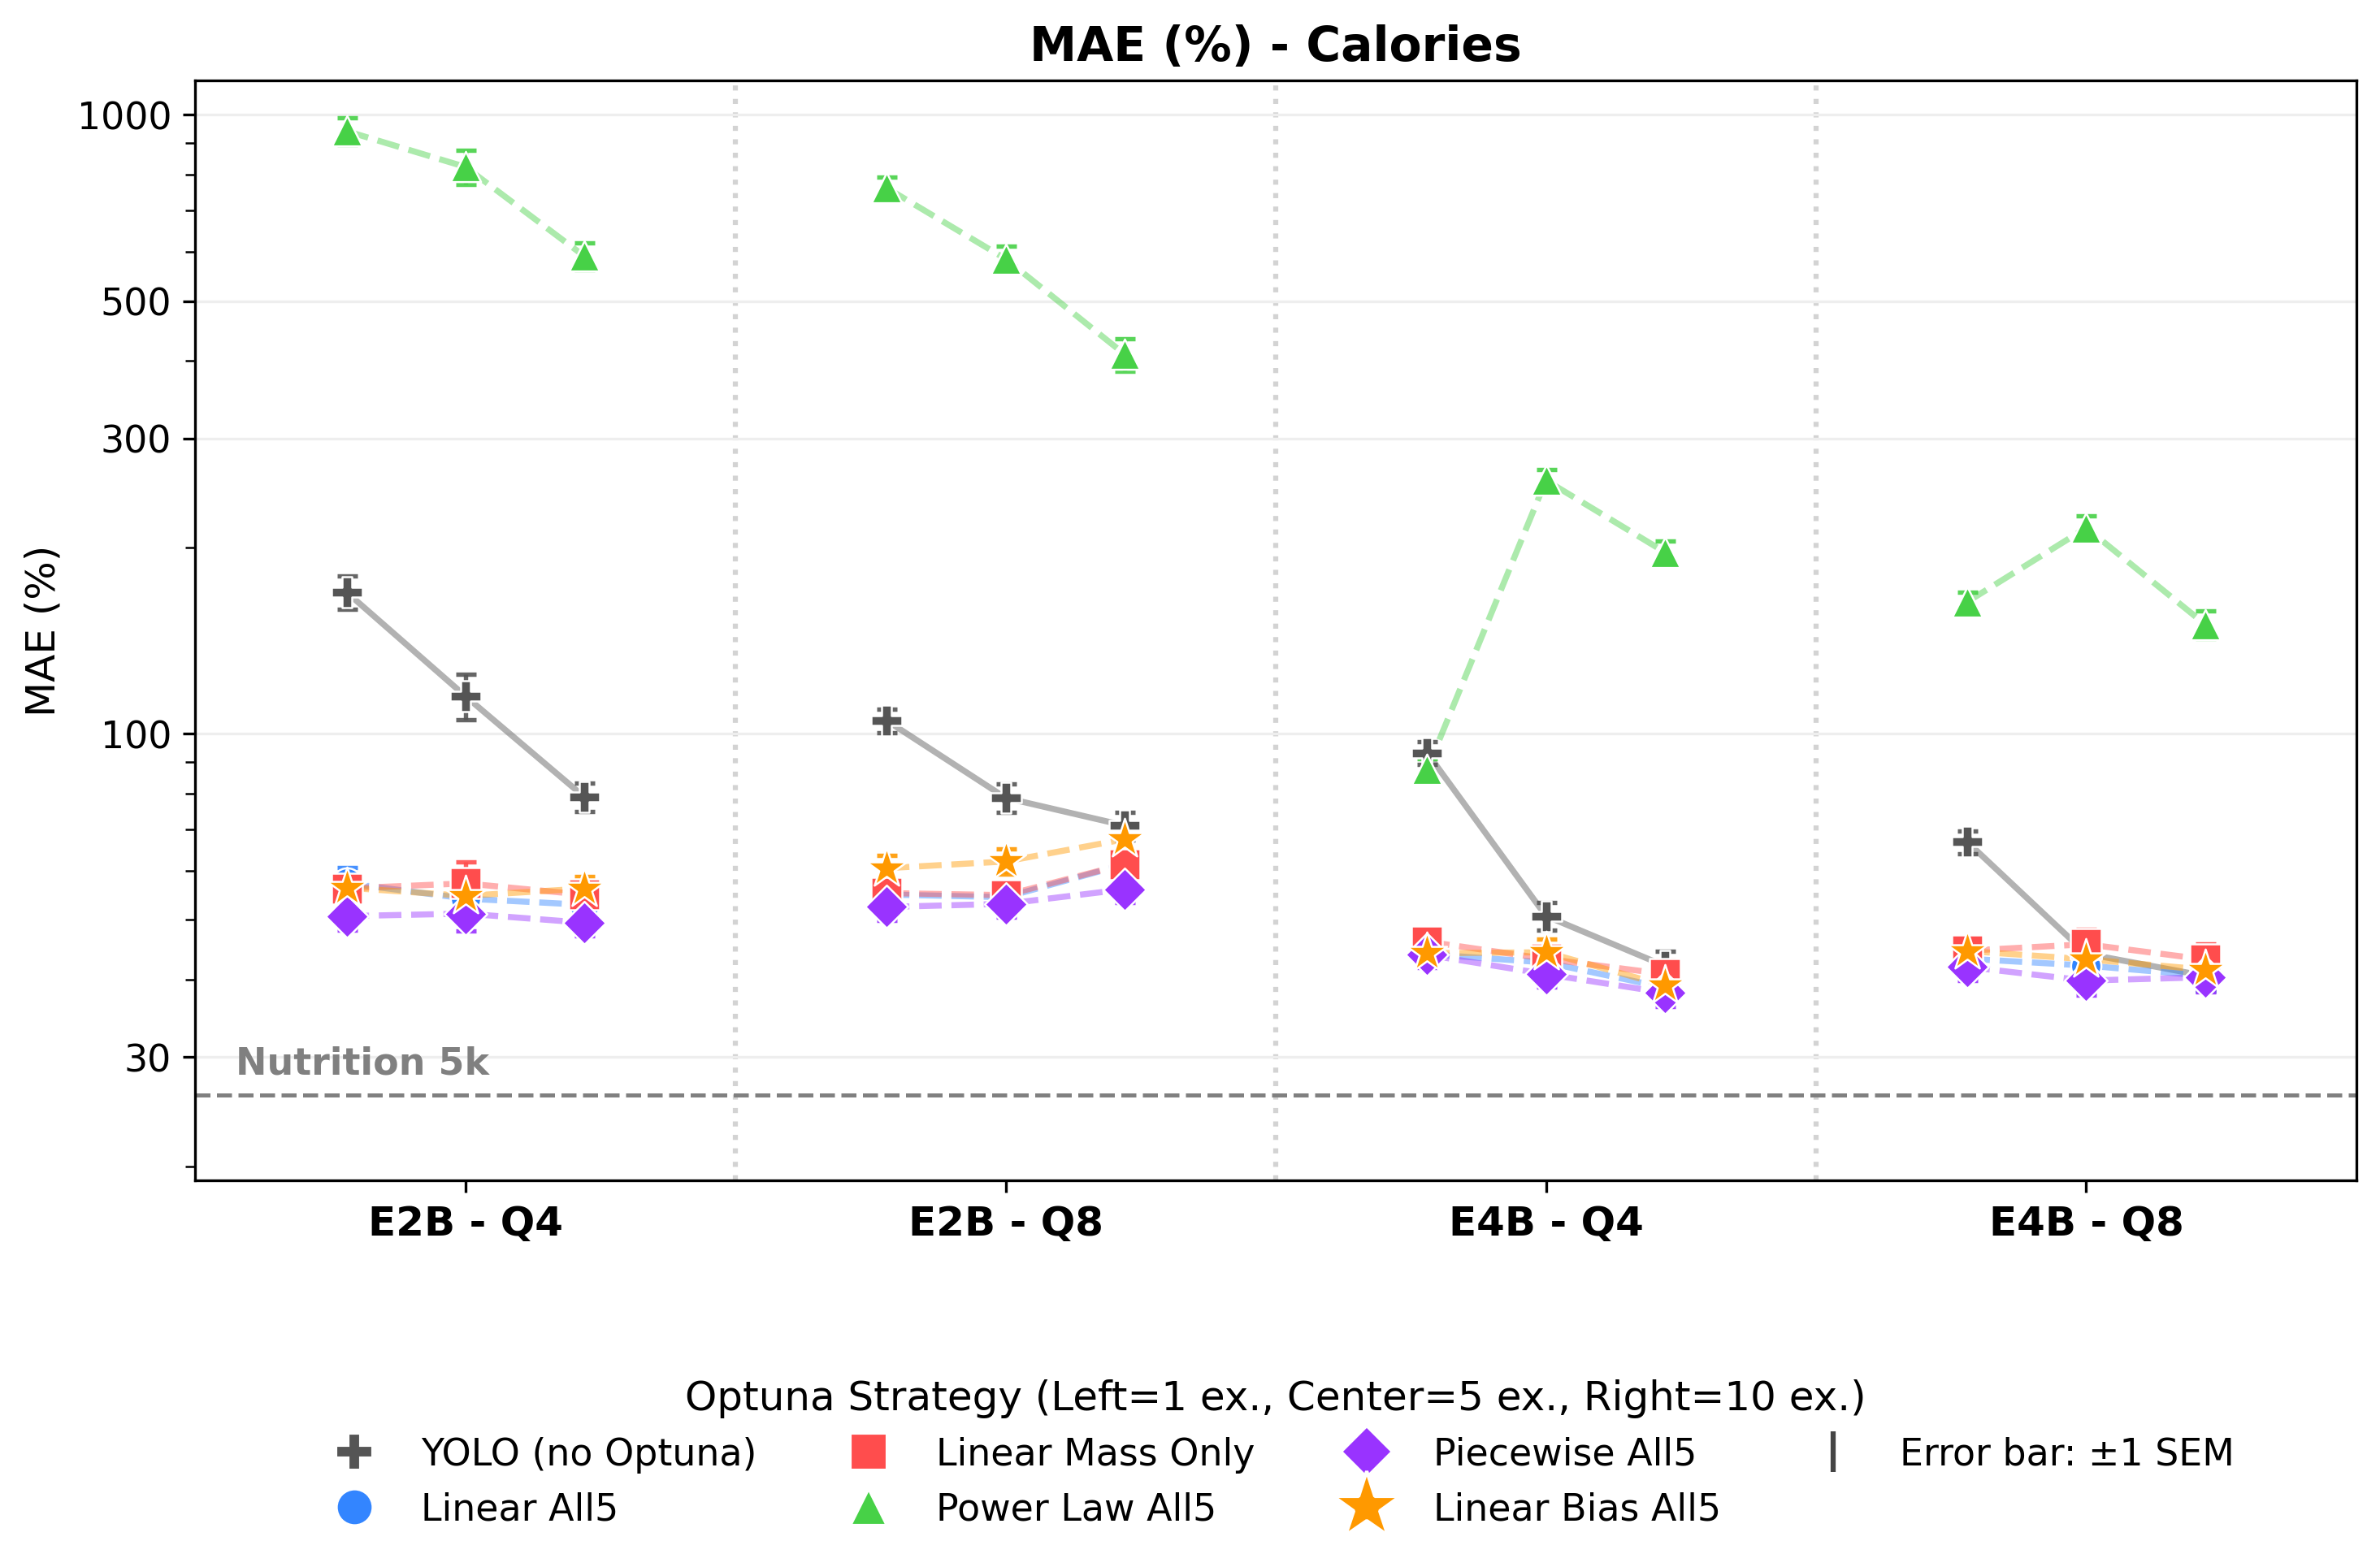 MAE (%) - Calories
MAE (%)
1000
500
300
100
30
Nutrition 5k
E2B - Q4
E2B - Q8
E4B - Q4
E4B - Q8
Optuna Strategy (Left=1 ex., Center=5 ex., Right=10 ex.)
YOLO (no Optuna)
Linear Mass Only
Piecewise All5
Error bar: ±1 SEM
Linear All5
Power Law All5
Linear Bias All5